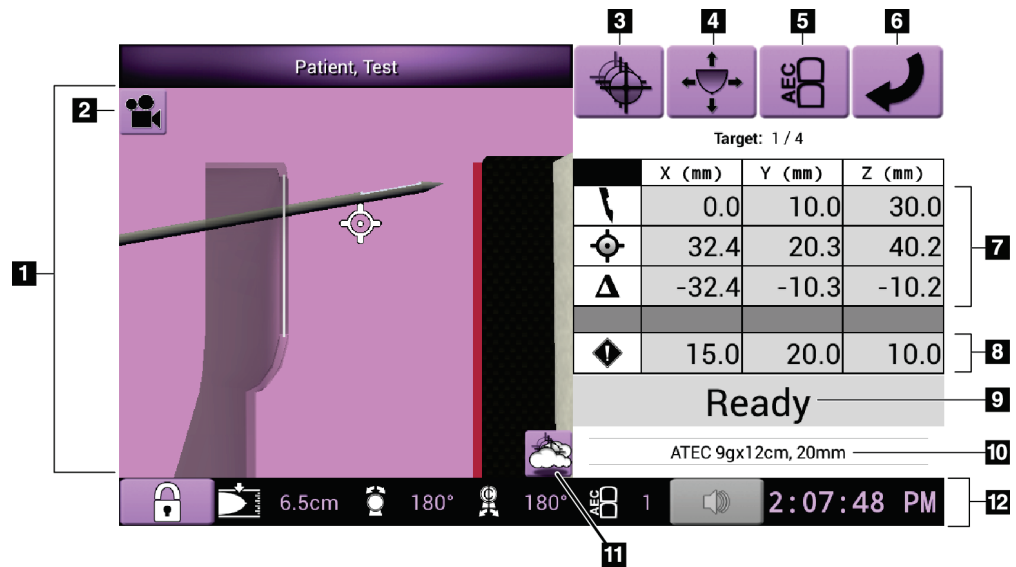 3 4 5 6
Patient, Test
AEC
1
2
Target: 1 / 4
X (mm) Y (mm) Z (mm)
0.0 10.0 30.0
32.4 20.3 40.2
7
Δ -32.4 -10.3 -10.2
! 15.0 20.0 10.0
8
Ready
9
ATEC 9gx12cm, 20mm
10
6.5cm 180° C 180° AEC 1 2:07:48 PM
12
11